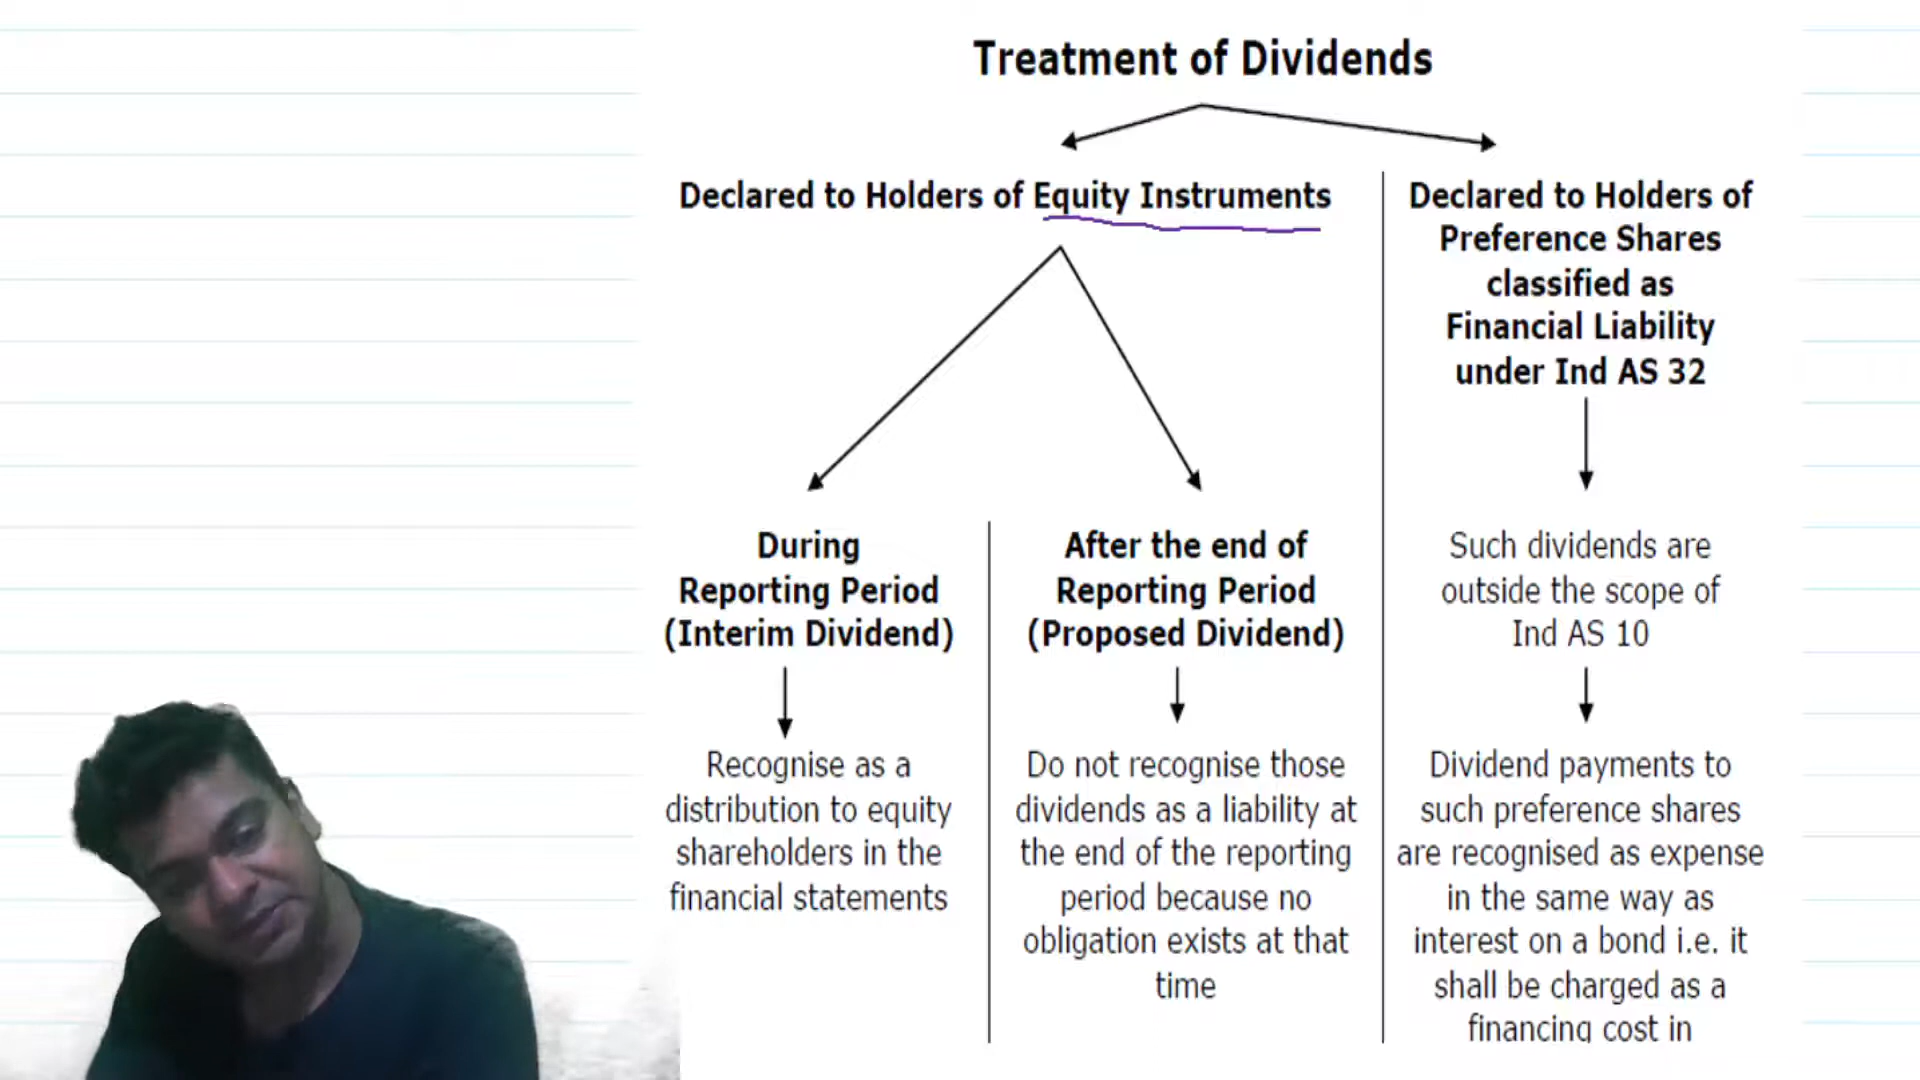 Treatment of Dividends
Declared to Holders of Equity Instruments
Declared to Holders of
Preference Shares
classified as
Financial Liability
under Ind AS 32
During
Reporting Period
(Interim Dividend)
Recognise as a
distribution to equity
shareholders in the
financial statements
After the end of
Reporting Period
(Proposed Dividend)
Do not recognise those
dividends as a liability at
the end of the reporting
period because no
obligation exists at that
time
Such dividends are
outside the scope of
Ind AS 10
Dividend payments to
such preference shares
are recognised as expense
in the same way as
interest on a bond i.e. it
shall be charged as a
financing cost in